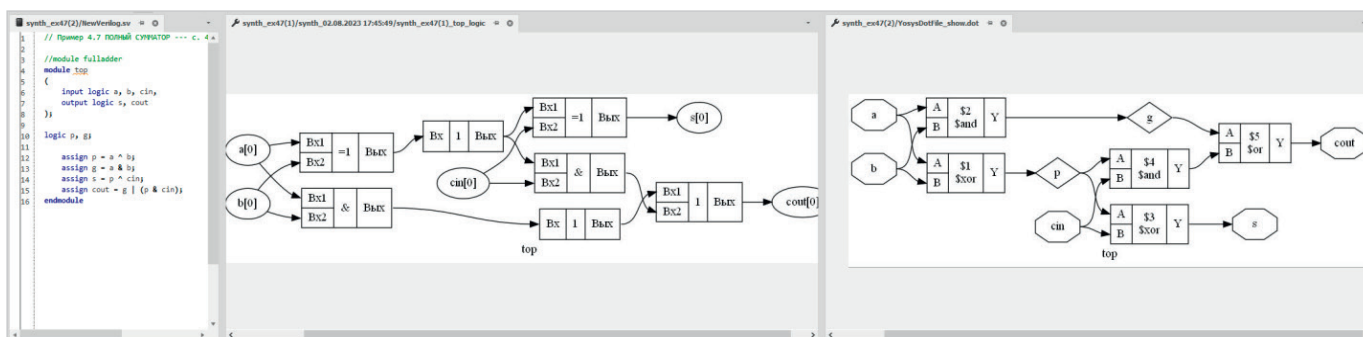 synth_ex47(2)/NewVerilog.sv
1 // Пример 4.7 ПОЛНЫЙ СУММАТОР --- с. 4
2
3 //module fulladder
4 module top
5 (
6 input logic a, b, cin,
7 output logic s, cout
8 );
9
10 logic p, g;
11
12 assign p = a ^ b;
13 assign g = a & b;
14 assign s = p ^ cin;
15 assign cout = g | (p & cin);
16 endmodule
synth_ex47(1)/synth_02.08.2023 17:45:49/synth_ex47(1)_top_logic
a[0]
b[0]
Вх1
Вх2
=1
Вых
Вх1
Вх2
&
Вых
Вх
1
Вых
cin[0]
Вх1
Вх2
=1
Вых
Вх1
Вх2
&
Вых
Вх
1
Вых
s[0]
Вх1
Вх2
1
Вых
cout[0]
top
synth_ex47(2)/YosysDotFile_show.dot
a
b
A
B
$2
$and
Y
A
B
$1
$xor
Y
g
p
cin
A
B
$4
$and
Y
A
B
$3
$xor
Y
A
B
$5
$or
Y
cout
s
top